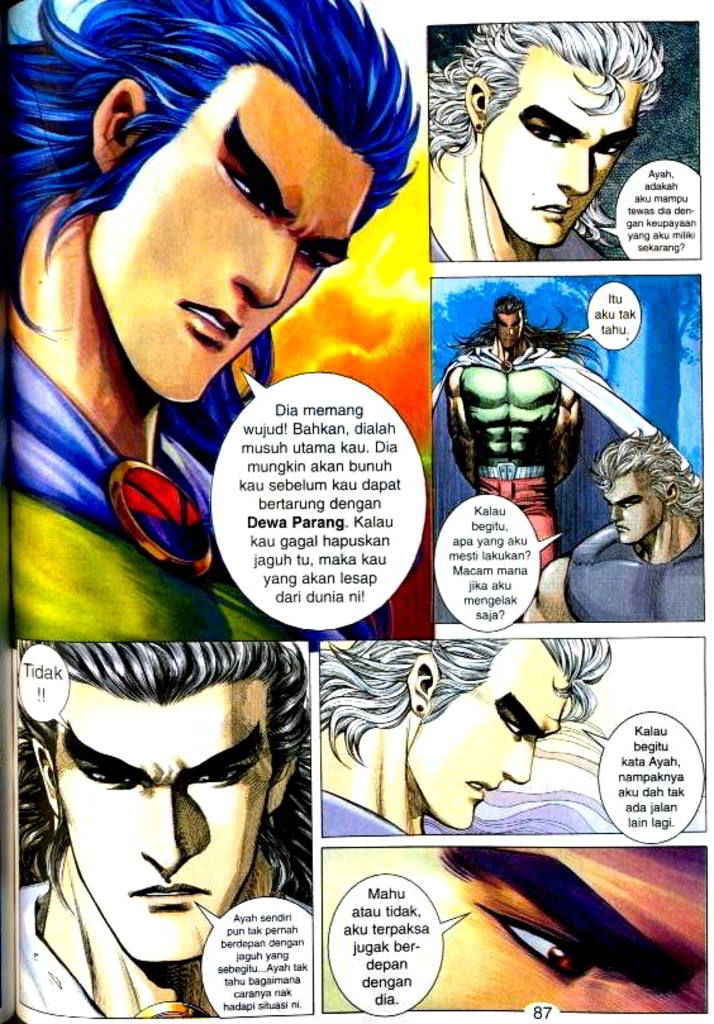 Dia memang
wujud! Bahkan, dialah
musuh utama kau. Dia
mungkin akan bunuh
kau sebelum kau dapat
bertarung dengan
Dewa Parang. Kalau
kau gagal hapuskan
jaguh tu, maka kau
yang akan lesap
dari dunia ni!
Ayah,
adakah
aku mampu
tewas dia den-
gan keupayaan
yang aku miliki
sekarang?
Itu
aku tak
tahu.
Kalau
begitu,
apa yang aku
mesti lakukan?
Macam mana
jika aku
mengelak
saja?
Tidak
!!
Ayah sendiri
pun tak pernah
berdepan dengan
jaguh yang
sebegitu...Ayah tak
tahu bagaimana
caranya nak
hadapi situasi ni.
Kalau
begitu
kata Ayah,
nampaknya
aku dah tak
ada jalan
lain lagi.
Mahu
atau tidak,
aku terpaksa
jugak ber-
depan
dengan
dia.
87